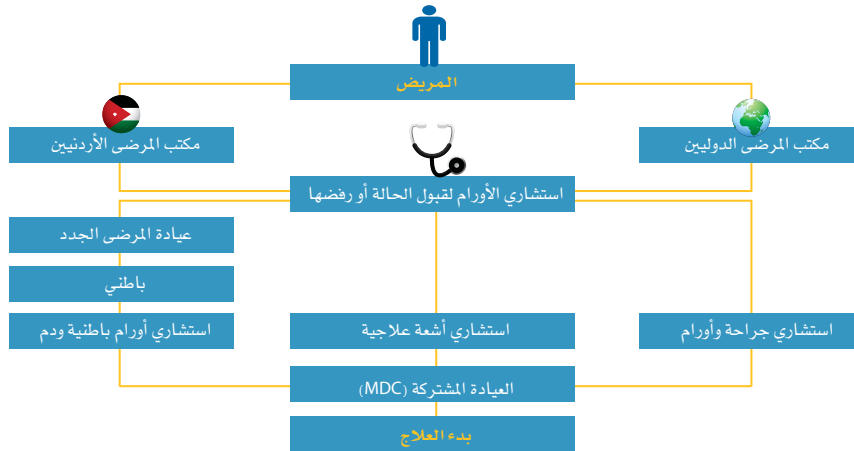 المريض
مكتب المرضى الدوليين
مكتب المرضى الأردنيين
استشاري الأورام لقبول الحالة أو رفضها
عيادة المرضى الجدد
باطني
استشاري جراحة وأورام
استشاري أشعة علاجية
استشاري أورام باطنية ودم
العيادة المشتركة (MDC)
بدء العلاج